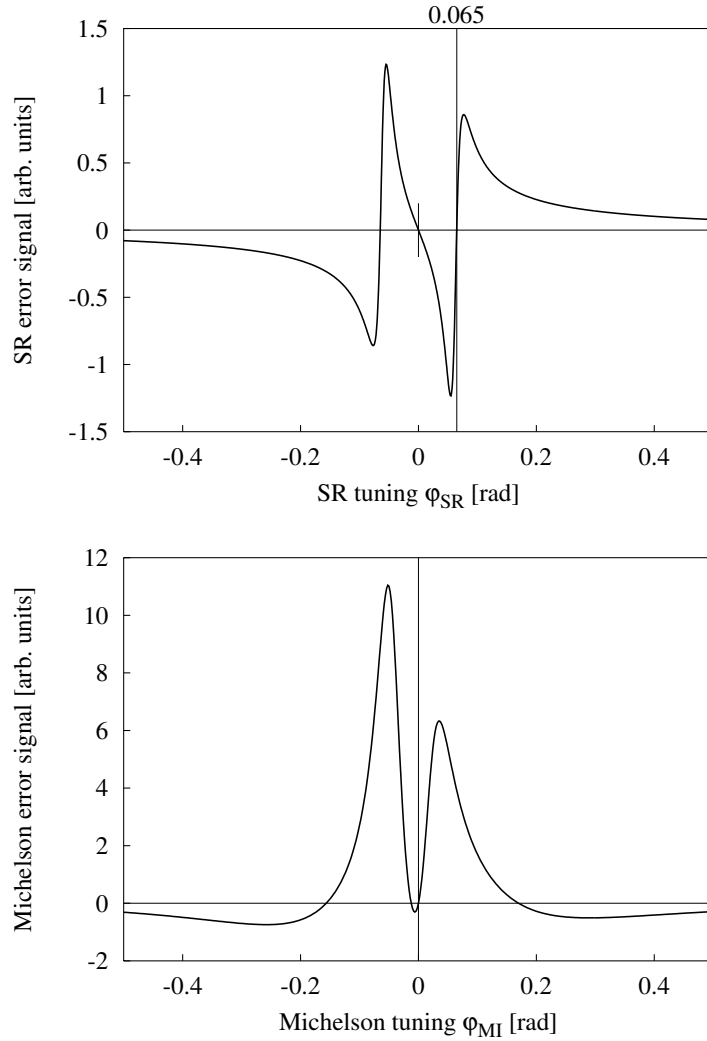 0.065
1.5
1
0.5
0
-0.5
-1
-1.5
SR error signal [arb. units]
-0.4 -0.2 0 0.2 0.4
SR tuning φSR [rad]
12
10
8
6
4
2
0
-2
Michelson error signal [arb. units]
-0.4 -0.2 0 0.2 0.4
Michelson tuning φMI [rad]